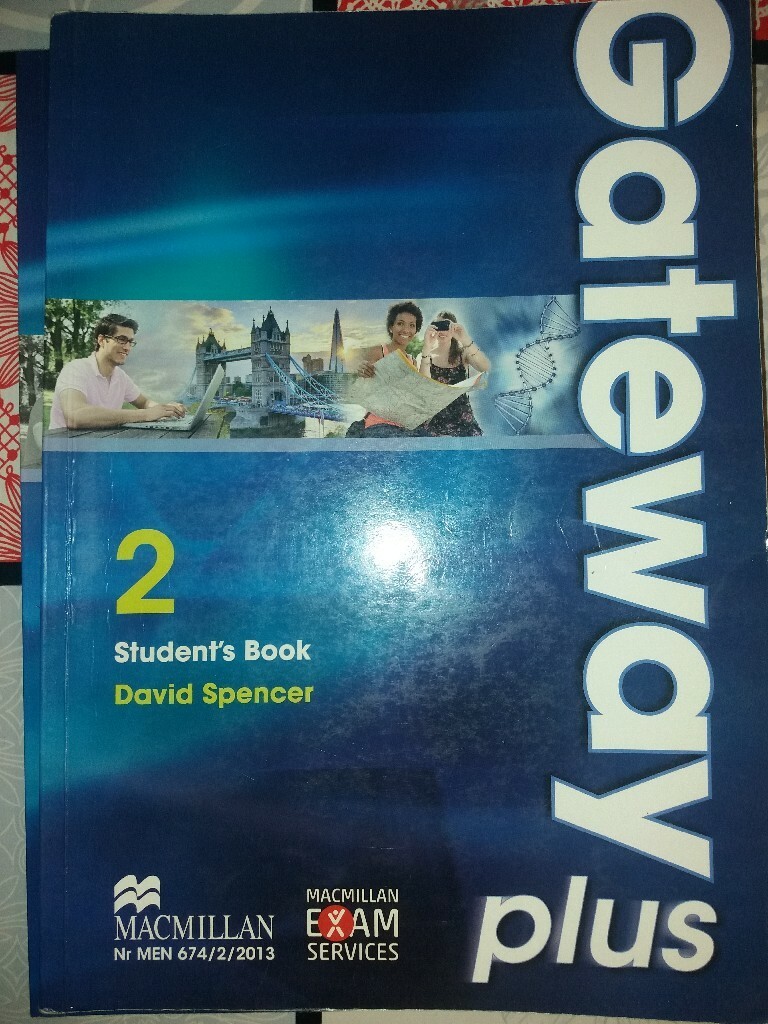 Gateway
plus
2
Student's Book
David Spencer
MACMILLAN
Nr MEN 674/2/2013
MACMILLAN
EXAM
SERVICES